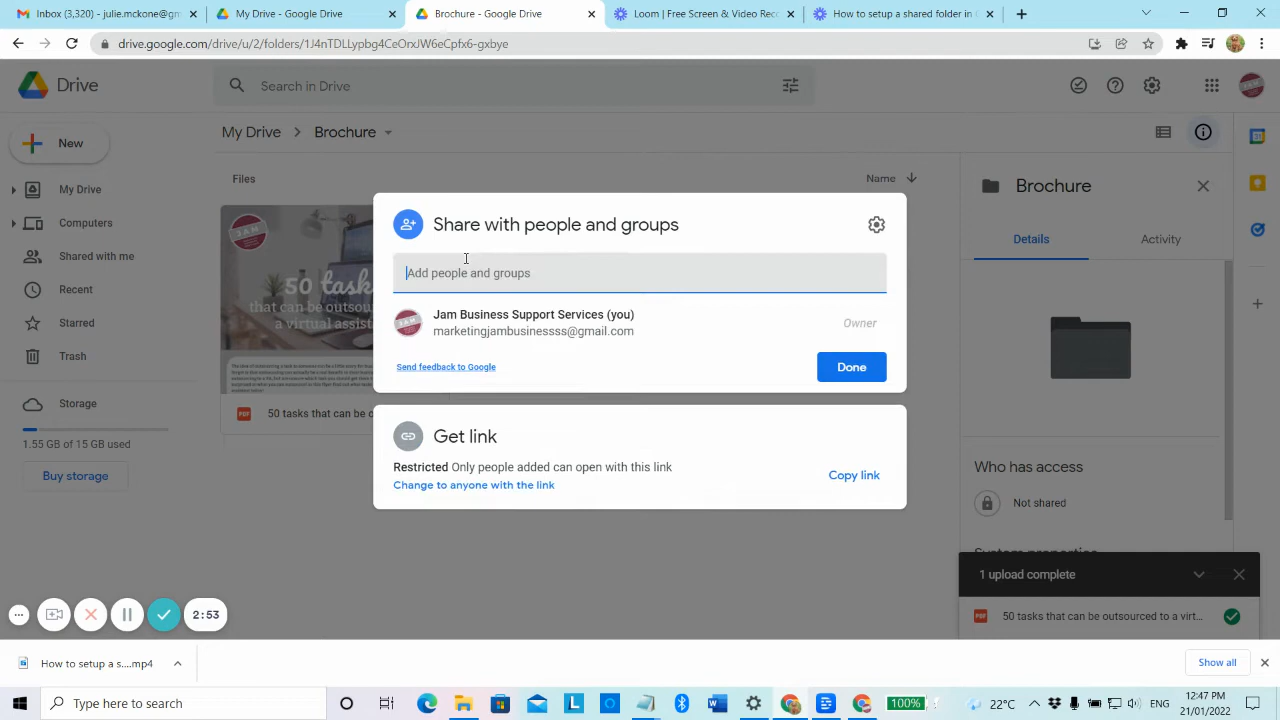 Inbox (3,320) - julie.mckone@gm
My Drive - Google Drive
Brochure - Google Drive
Loom | Free Screen & Video Rec
How to setup a shared folder in
drive.google.com/drive/u/2/folders/1J4nTDLLypbg4CeOrxJW6eCpfx6-gxbye
Drive
Search in Drive
New
My Drive
Computers
Shared with me
Recent
Starred
Trash
Storage
1.55 GB of 15 GB used
Buy storage
My Drive > Brochure
Files
Name
JAM
50 task
that can be outsou
a virtual assist
50 tasks that can be o
Share with people and groups
Add people and groups
Jam Business Support Services (you)
marketingjambusinessss@gmail.com
Owner
Send feedback to Google
Done
Get link
Restricted Only people added can open with this link
Change to anyone with the link
Copy link
Brochure
Details
Activity
Who has access
Not shared
System properties
1 upload complete
PDF 50 tasks that can be outsourced to a virt...
2:53
How to setup a s....mp4
Show all
Type here to search
100%
22°C
ENG
12:47 PM
21/01/2022